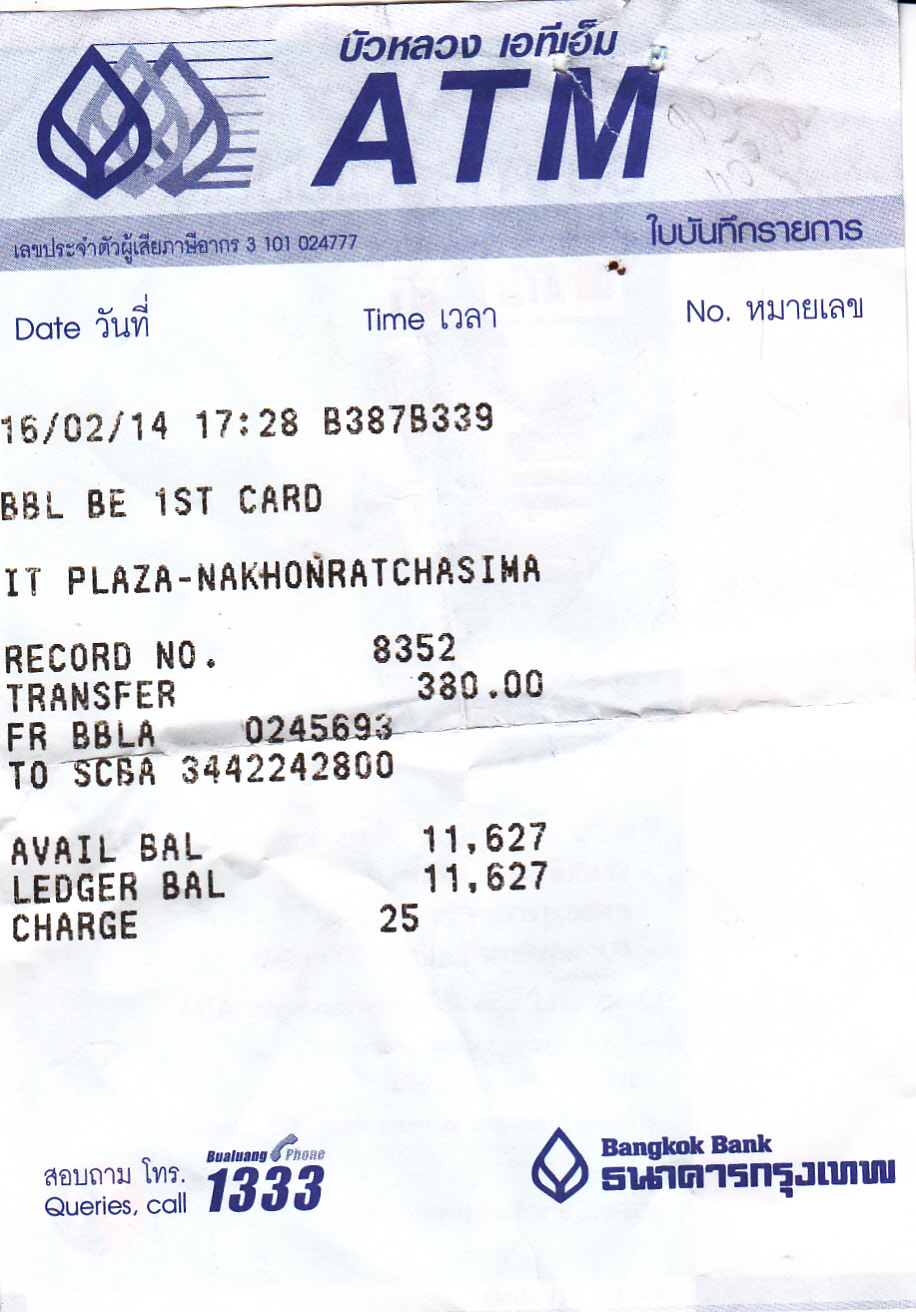 บัวหลวง เอทีเอ็ม
ATM
เลขประจำตัวผู้เสียภาษีอากร 3 101 024777
ใบบันทึกรายการ
Date วันที่ Time เวลา No. หมายเลข
16/02/14 17:28 B387B339
BBL BE 1ST CARD
IT PLAZA-NAKHONRATCHASIMA
RECORD NO. 8352
TRANSFER 380.00
FR BBLA 0245693
TO SCBA 3442242800
AVAIL BAL 11,627
LEDGER BAL 11,627
CHARGE 25
สอบถาม โทร.
Queries, call
Bualuang Phone
1333
Bangkok Bank
ธนาคารกรุงเทพ